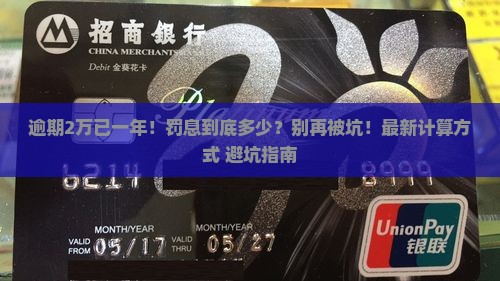 招商银行
CHINA MERCHANTS
Debit 金葵花卡
逾期2万已一年！罚息到底多少？别再被坑！最新计算方
式 避坑指南
6214 8999
MONTH/YEAR MONTH/YEAR
VALID FROM 05/17 VALID THRU 05/27
UnionPay
银联